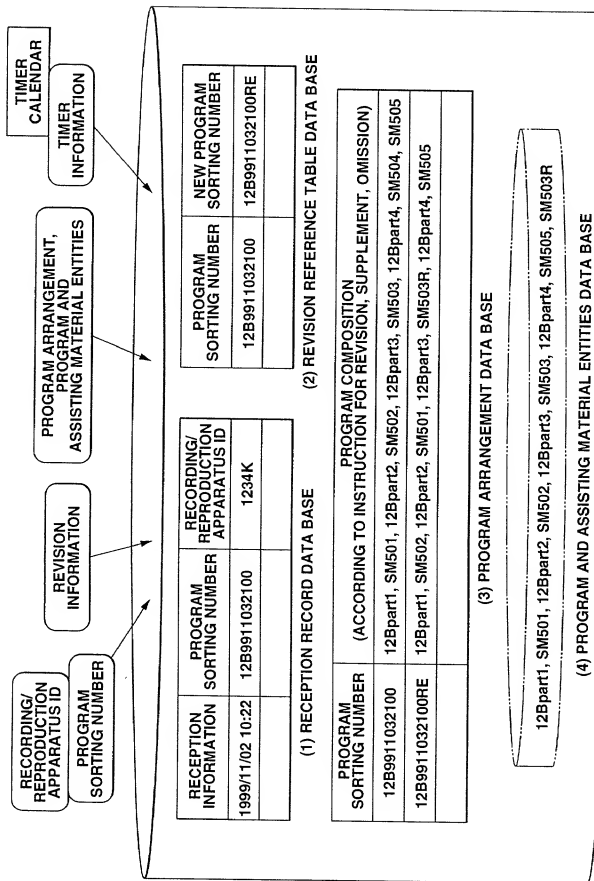 RECORDING/
REPRODUCTION
APPARATUS ID
PROGRAM
SORTING NUMBER
REVISION
INFORMATION
PROGRAM ARRANGEMENT,
PROGRAM AND
ASSISTING MATERIAL ENTITIES
TIMER
CALENDAR
TIMER
INFORMATION
RECEPTION
INFORMATION
PROGRAM
SORTING NUMBER
RECORDING/
REPRODUCTION
APPARATUS ID
1999/11/02 10:22
12B9911032100
1234K
(1) RECEPTION RECORD DATA BASE
PROGRAM
SORTING NUMBER
NEW PROGRAM
SORTING NUMBER
12B9911032100
12B9911032100RE
(2) REVISION REFERENCE TABLE DATA BASE
PROGRAM
SORTING NUMBER
PROGRAM COMPOSITION
(ACCORDING TO INSTRUCTION FOR REVISION, SUPPLEMENT, OMISSION)
12B9911032100
12Bpart1, SM501, 12Bpart2, SM502, 12Bpart3, SM503, 12Bpart4, SM504, SM505
12B9911032100RE
12Bpart1, SM502, 12Bpart2, SM501, 12Bpart3, SM503R, 12Bpart4, SM505
(3) PROGRAM ARRANGEMENT DATA BASE
12Bpart1, SM501, 12Bpart2, SM502, 12Bpart3, SM503, 12Bpart4, SM505, SM503R
(4) PROGRAM AND ASSISTING MATERIAL ENTITIES DATA BASE